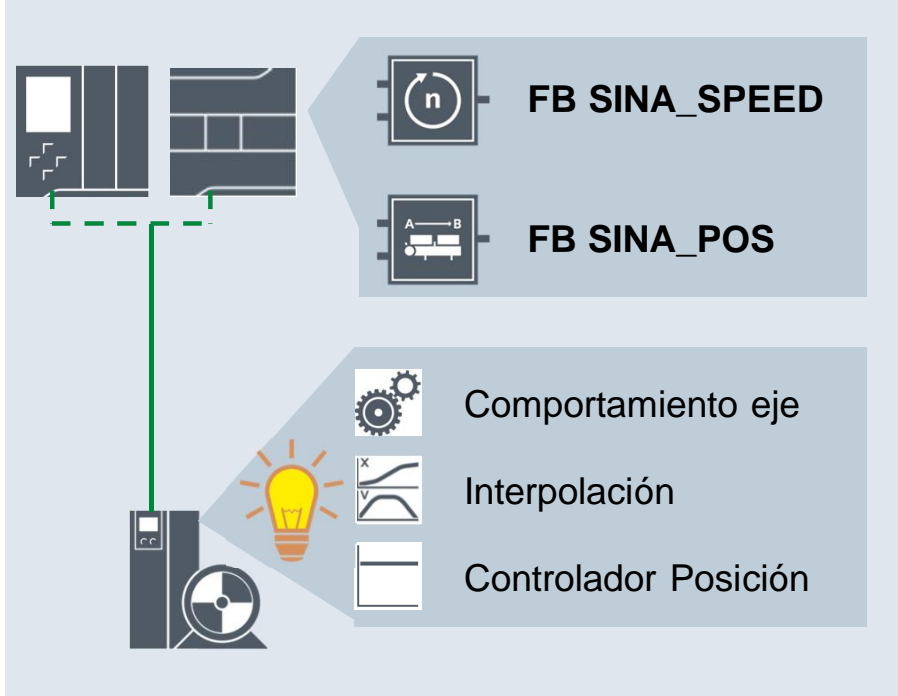 n
FB SINA_SPEED
A B
FB SINA_POS
Comportamiento eje
X
V
Interpolación
Controlador Posición